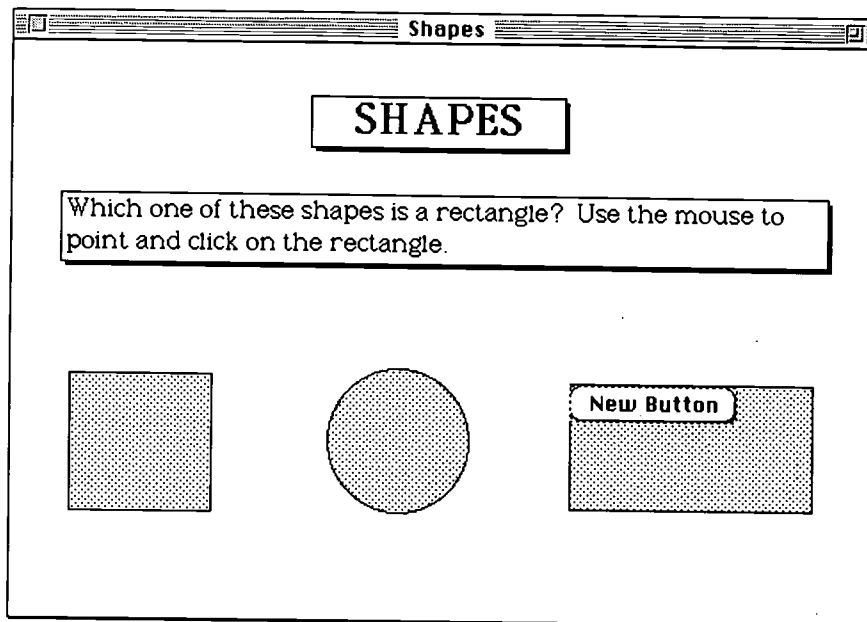 Shapes
SHAPES
Which one of these shapes is a rectangle? Use the mouse to
point and click on the rectangle.
New Button